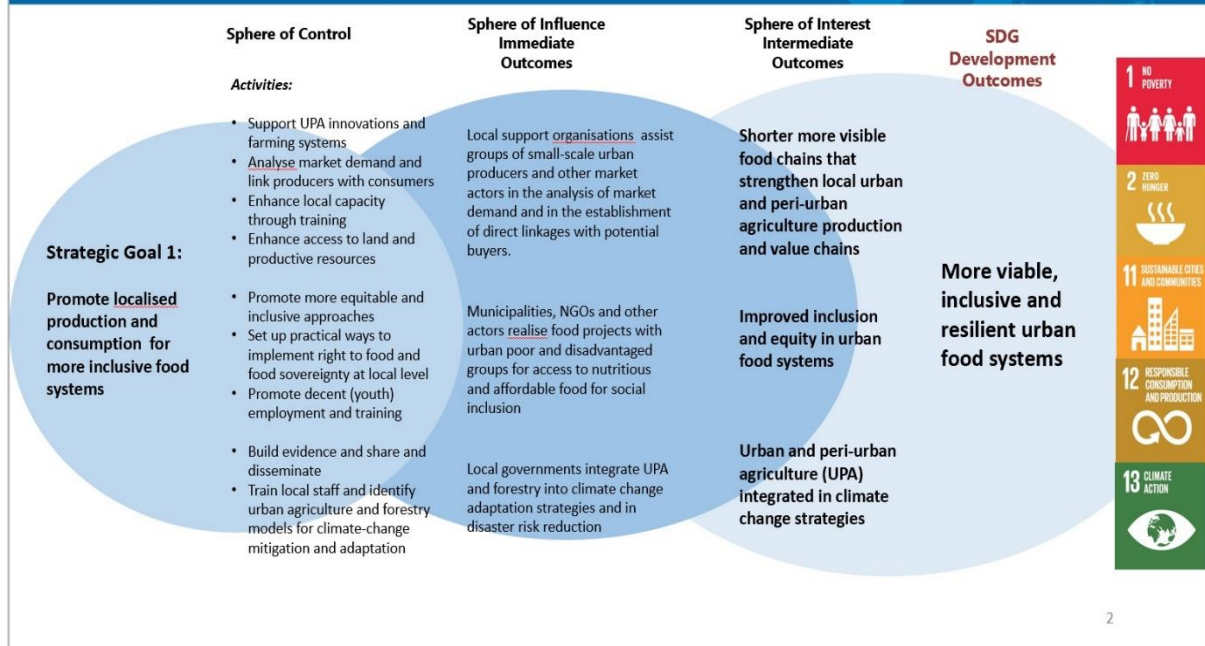 Sphere of Control
Activities:
• Support UPA innovations and
farming systems
• Analyse market demand and
link producers with consumers
• Enhance local capacity
through training
• Enhance access to land and
productive resources
• Promote more equitable and
inclusive approaches
• Set up practical ways to
implement right to food and
food sovereignty at local level
• Promote decent (youth)
employment and training
• Build evidence and share and
disseminate
• Train local staff and identify
urban agriculture and forestry
models for climate-change
mitigation and adaptation
Strategic Goal 1:
Promote localised
production and
consumption for
more inclusive food
systems
Sphere of Influence
Immediate
Outcomes
Local support organisations assist
groups of small-scale urban
producers and other market
actors in the analysis of market
demand and in the establishment
of direct linkages with potential
buyers.
Municipalities, NGOs and other
actors realise food projects with
urban poor and disadvantaged
groups for access to nutritious
and affordable food for social
inclusion
Local governments integrate UPA
and forestry into climate change
adaptation strategies and in
disaster risk reduction
Sphere of Interest
Intermediate
Outcomes
Shorter more visible
food chains that
strengthen local urban
and peri-urban
agriculture production
and value chains
Improved inclusion
and equity in urban
food systems
Urban and peri-urban
agriculture (UPA)
integrated in climate
change strategies
SDG
Development
Outcomes
More viable,
inclusive and
resilient urban
food systems
1 NO
POVERTY
2 ZERO
HUNGER
11 SUSTAINABLE CITIES
AND COMMUNITIES
12 RESPONSIBLE
CONSUMPTION
AND PRODUCTION
13 CLIMATE
ACTION
2